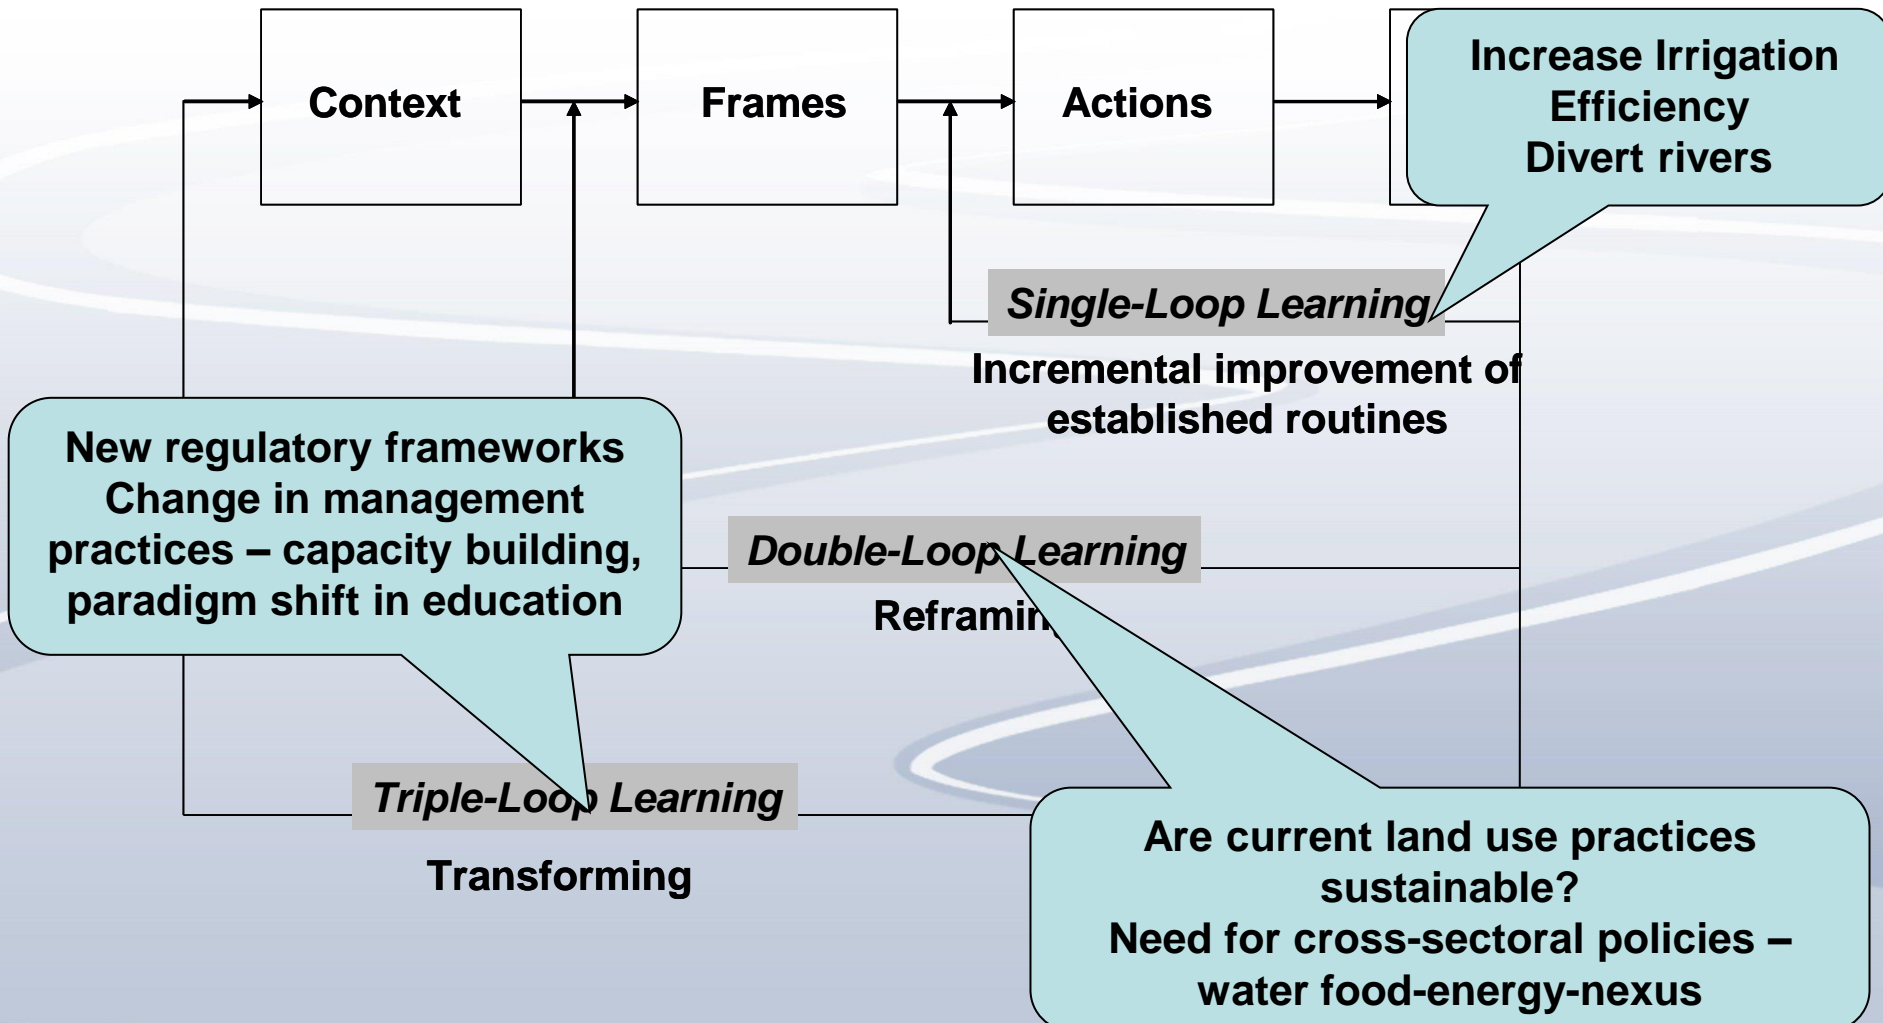 Context
Frames
Actions
Increase Irrigation
Efficiency
Divert rivers
Single-Loop Learning
Incremental improvement of
established routines
New regulatory frameworks
Change in management
practices – capacity building,
paradigm shift in education
Double-Loop Learning
Reframing
Triple-Loop Learning
Transforming
Are current land use practices
sustainable?
Need for cross-sectoral policies –
water food-energy-nexus